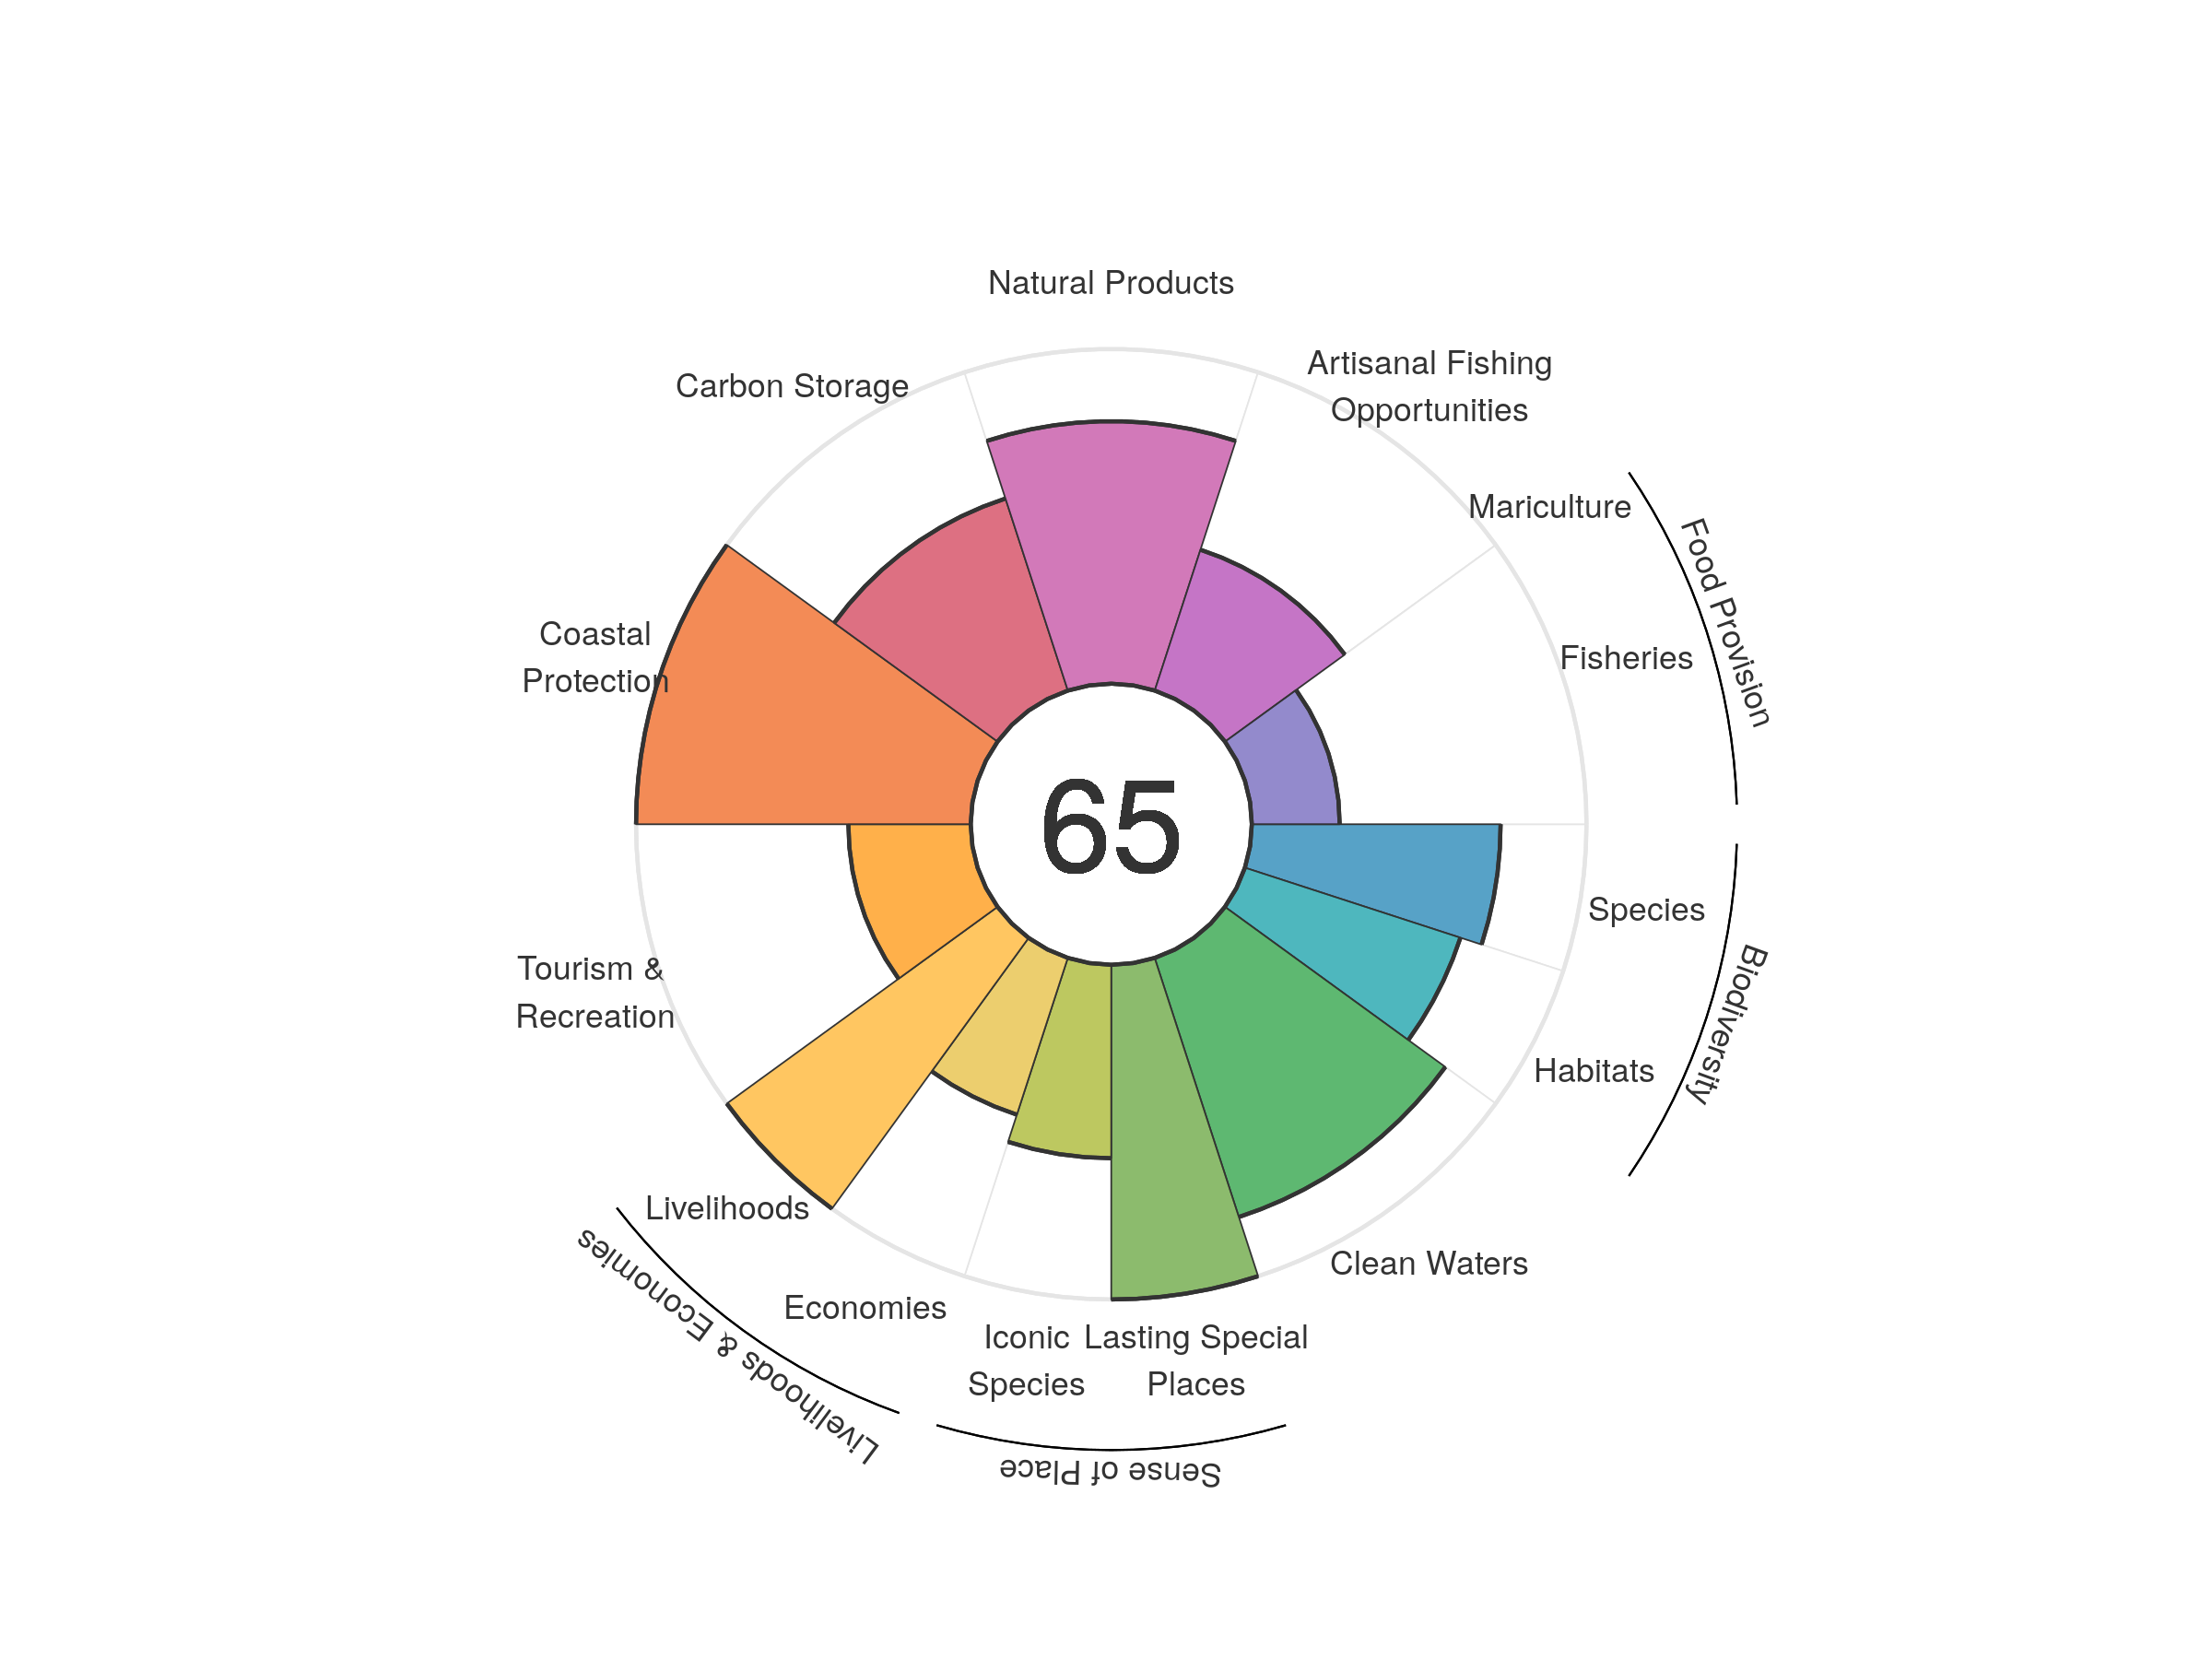 Natural Products
Artisanal Fishing
Opportunities
Carbon Storage
Mariculture
Food Provision
Fisheries
Coastal
Protection
65
Species
Biodiversity
Habitats
Tourism &
Recreation
Livelihoods
Livelihoods & Economies
Clean Waters
Economies
Iconic
Species
Lasting Special
Places
Sense of Place